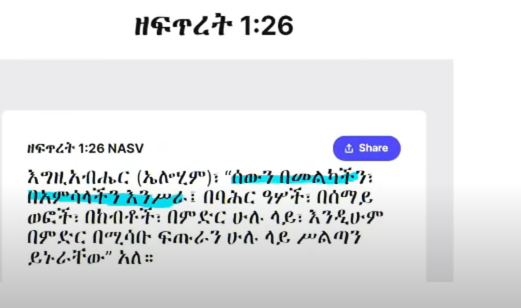 ዘፍጥረት 1:26
ዘፍጥረት 1:26 NASV
Share
እግዚአብሔር (ኤሎሂም)፣ “ሰውን በመልካችን፣
በአምሳላችን እንሥራ፤ በባሕር ዓሦች፣ በሰማይ
ወፎች፣ በከብቶች፣ በምድር ሁሉ ላይ፣ እንዲሁም
በምድር በሚሳቡ ፍጡራን ሁሉ ላይ ሥልጣን
ይኑራቸው” አለ።